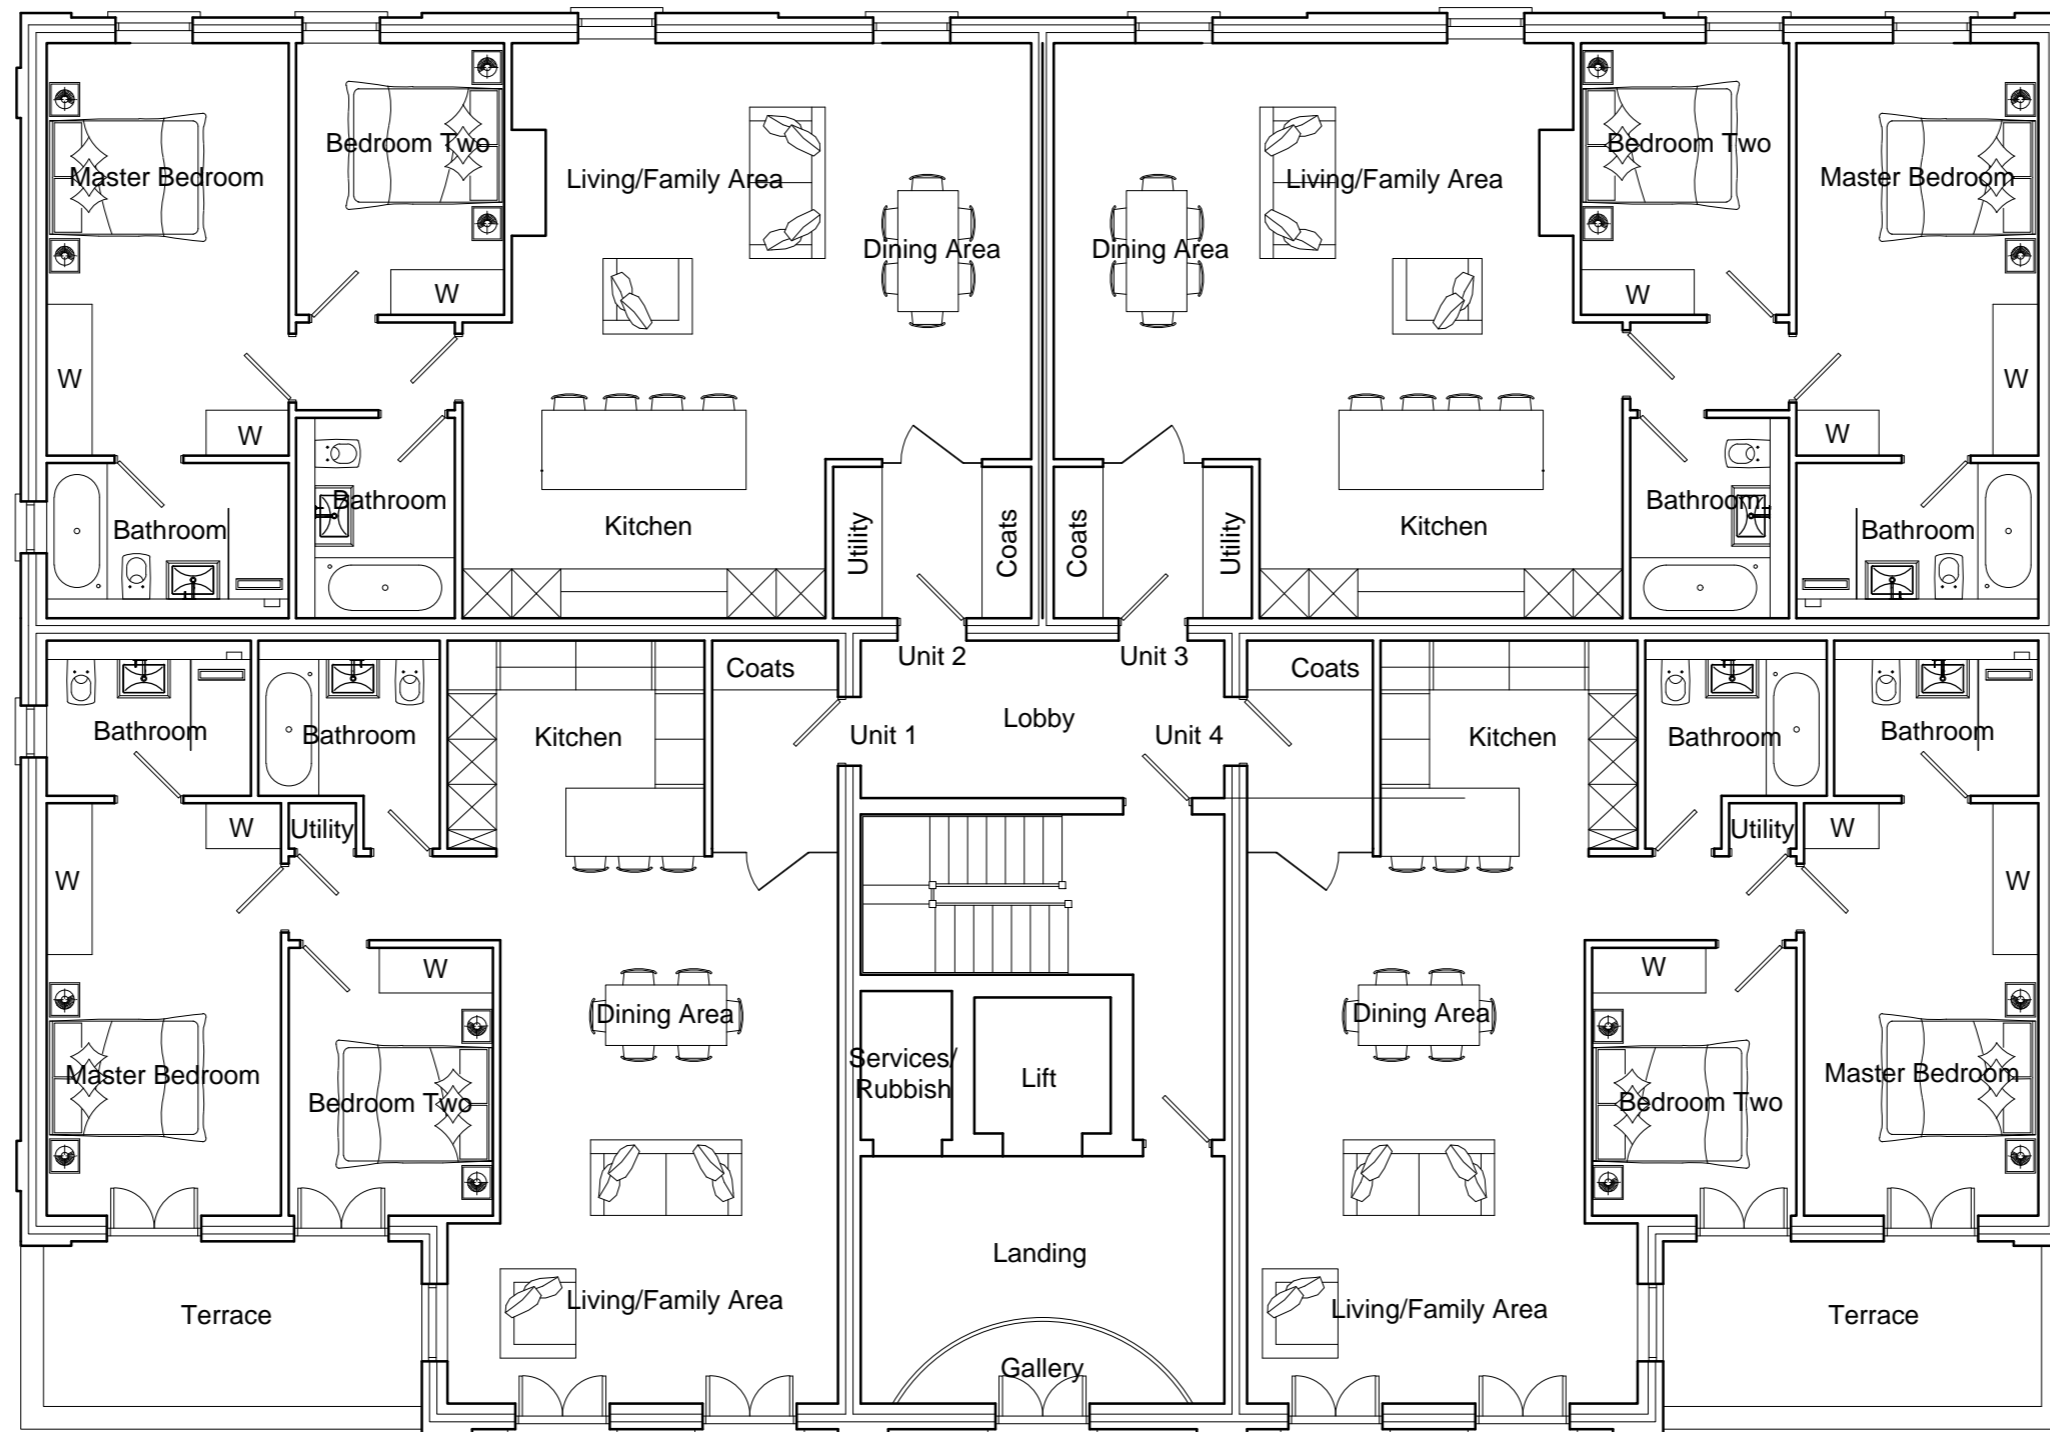 Bedroom Two
Bedroom Two
Master Bedroom
Living/Family Area
Living/Family Area
Master Bedroom
Dining Area
Dining Area
W
W
W
W
W
W
Bathroom
Bathroom
Bathroom
Bathroom
Kitchen
Kitchen
Utility
Coats
Coats
Utility
Unit 2
Unit 3
Coats
Coats
Lobby
Bathroom
Bathroom
Kitchen
Unit 1
Unit 4
Kitchen
Bathroom
Bathroom
W
Utility
Utility
W
W
W
W
W
Dining Area
Dining Area
Services/
Rubbish
Lift
Master Bedroom
Bedroom Two
Bedroom Two
Master Bedroom
Landing
Terrace
Living/Family Area
Living/Family Area
Terrace
Gallery